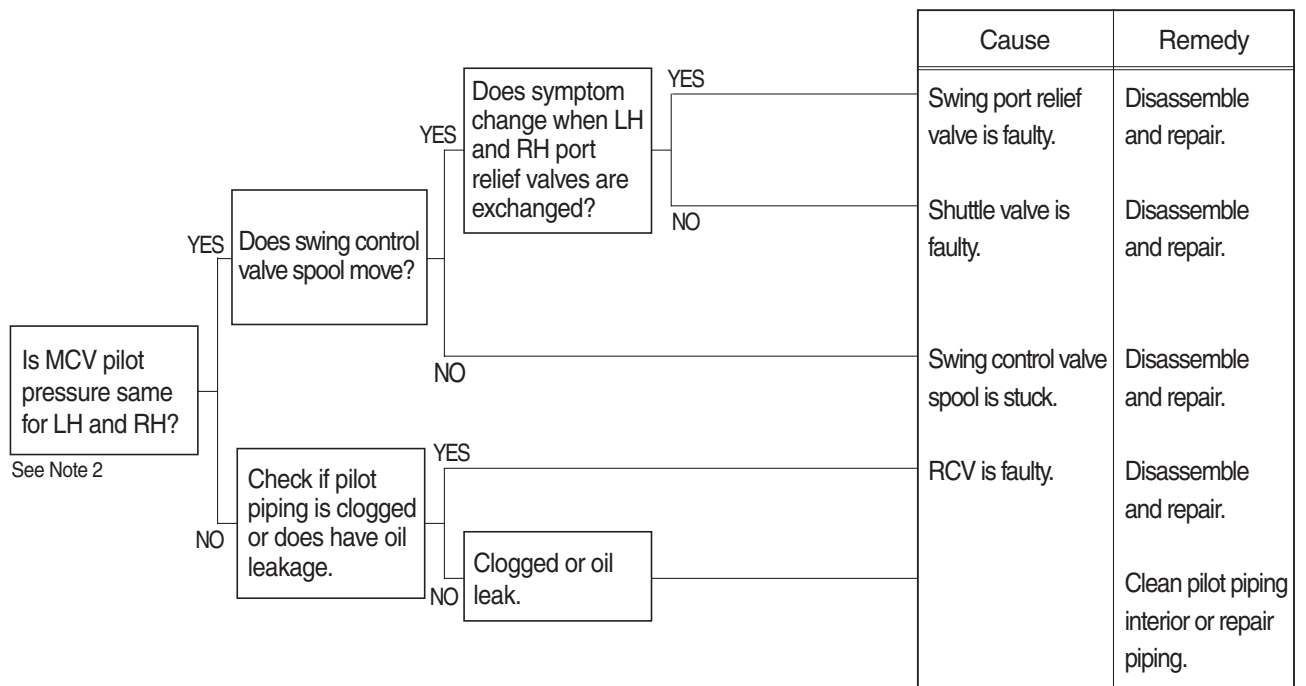 Cause
Remedy
Does symptom
change when LH
and RH port
relief valves are
exchanged?
YES
Swing port relief
valve is faulty.
Disassemble
and repair.
YES
NO
Shuttle valve is
faulty.
Disassemble
and repair.
YES
Does swing control
valve spool move?
NO
Swing control valve
spool is stuck.
Disassemble
and repair.
Is MCV pilot
pressure same
for LH and RH?
See Note 2
NO
Check if pilot
piping is clogged
or does have oil
leakage.
YES
RCV is faulty.
Disassemble
and repair.
NO
Clogged or oil
leak.
Clean pilot piping
interior or repair
piping.